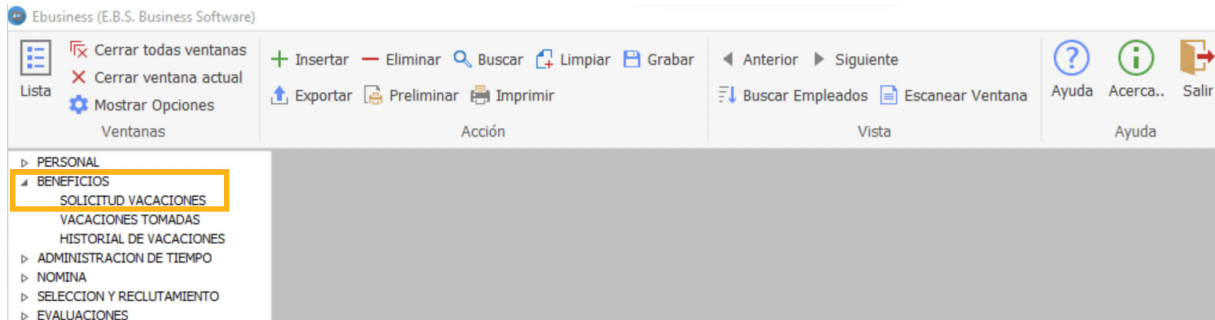 Ebusiness (E.B.S. Business Software)
Lista
Cerrar todas ventanas
Cerrar ventana actual
Mostrar Opciones
Ventanas
Insertar Eliminar Buscar Limpiar Grabar
Exportar Preliminar Imprimir
Acción
Anterior Siguiente
Buscar Empleados Escanear Ventana
Vista
Ayuda Acerca.. Salir
Ayuda
PERSONAL
BENEFICIOS
SOLICITUD VACACIONES
VACACIONES TOMADAS
HISTORIAL DE VACACIONES
ADMINISTRACION DE TIEMPO
NOMINA
SELECCION Y RECLUTAMIENTO
EVALUACIONES